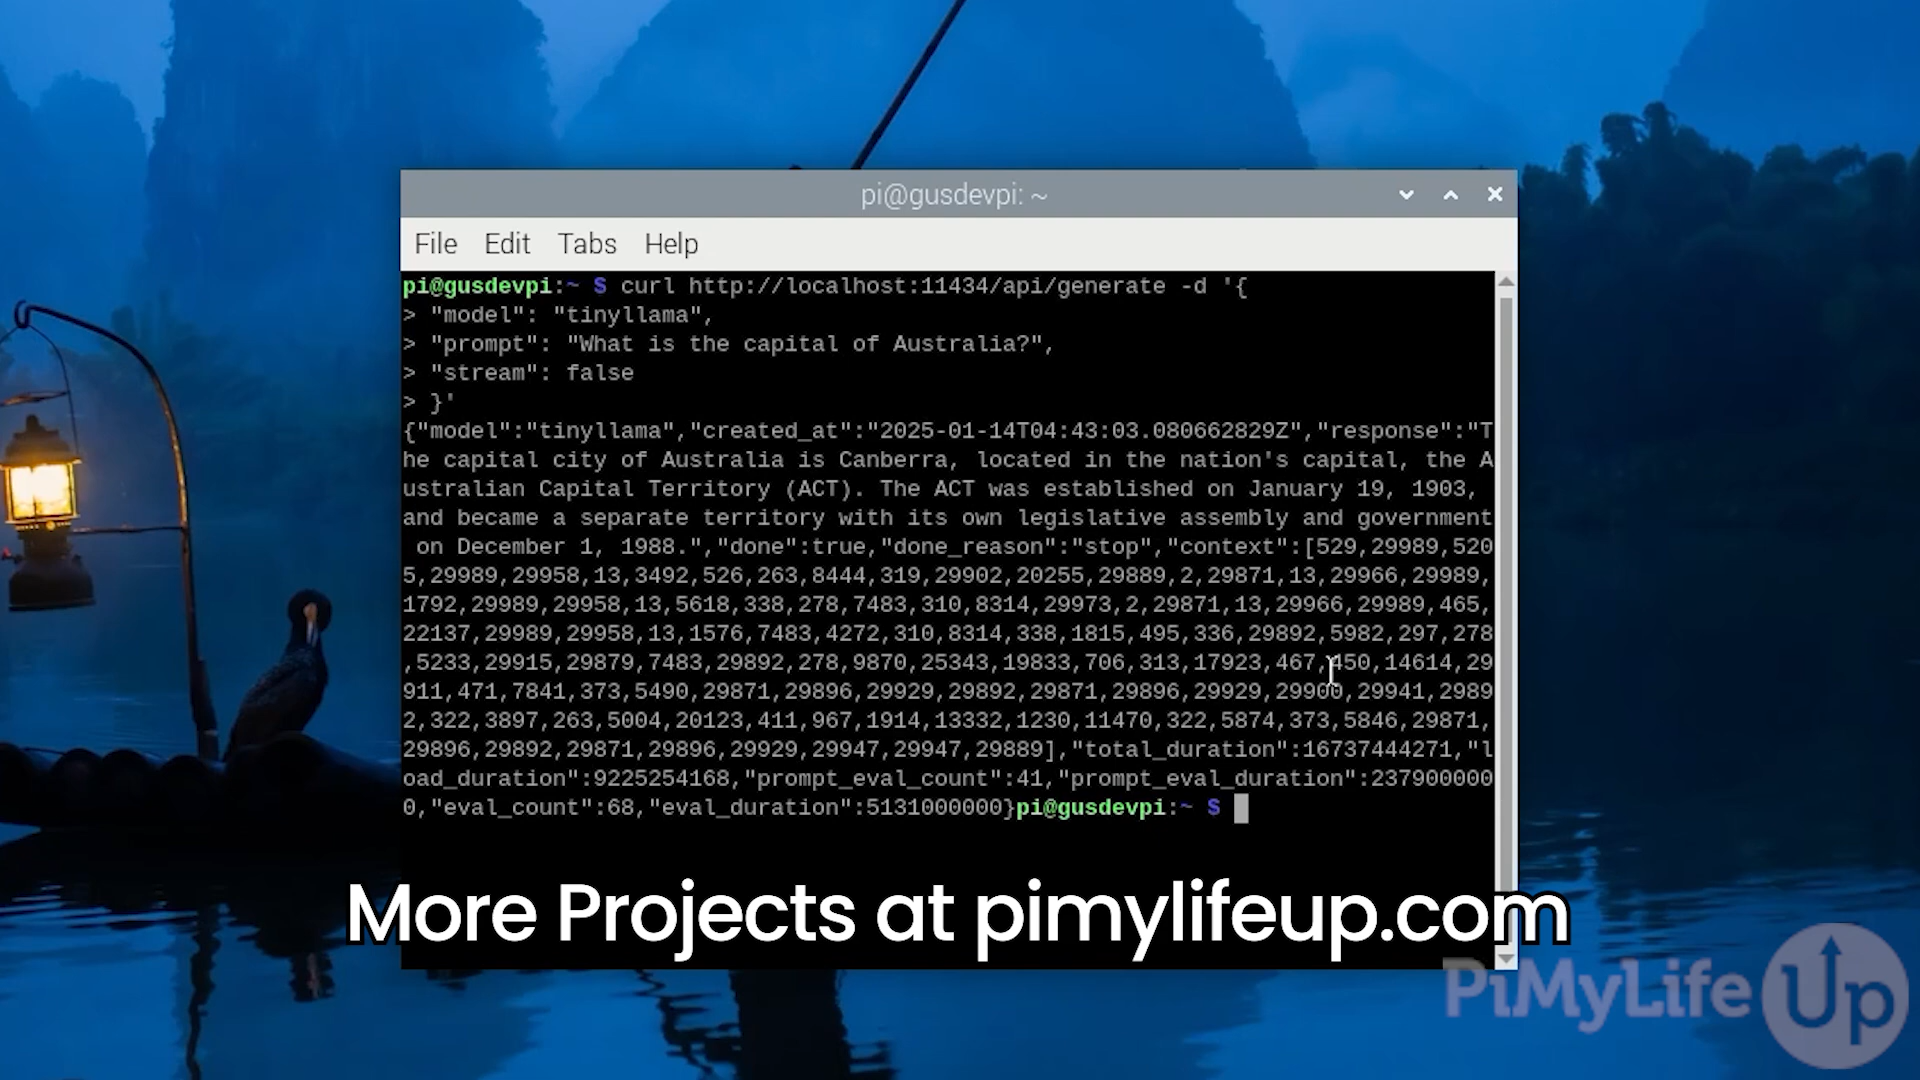 pi@gusdevpi: ~
File Edit Tabs Help
pi@gusdevpi:~ $ curl http://localhost:11434/api/generate -d '{
> "model": "tinyllama",
> "prompt": "What is the capital of Australia?",
> "stream": false
> }'
{"model":"tinyllama","created_at":"2025-01-14T04:43:03.080662829Z","response":"T
he capital city of Australia is Canberra, located in the nation's capital, the A
ustralian Capital Territory (ACT). The ACT was established on January 19, 1903,
and became a separate territory with its own legislative assembly and government
 on December 1, 1988.","done":true,"done_reason":"stop","context":[529,29989,520
5,29989,29958,13,3492,526,263,8444,319,29902,20255,29889,2,29871,13,29966,29989,
1792,29989,29958,13,5618,338,278,7483,310,8314,29973,2,29871,13,29966,29989,465,
22137,29989,29958,13,1576,7483,4272,310,8314,338,1815,495,336,29892,5982,297,278
,5233,29915,29879,7483,29892,278,9870,25343,19833,706,313,17923,467,450,14614,29
911,471,7841,373,5490,29871,29896,29929,29892,29871,29896,29929,29900,29941,2989
2,322,3897,263,5004,20123,411,967,1914,13332,1230,11470,322,5874,373,5846,29871,
29896,29892,29871,29896,29929,29947,29947,29889],"total_duration":16737444271,"l
oad_duration":9225254168,"prompt_eval_count":41,"prompt_eval_duration":237900000
0,"eval_count":68,"eval_duration":5131000000}pi@gusdevpi:~ $
More Projects at pimylifeup.com
PiMyLife Up